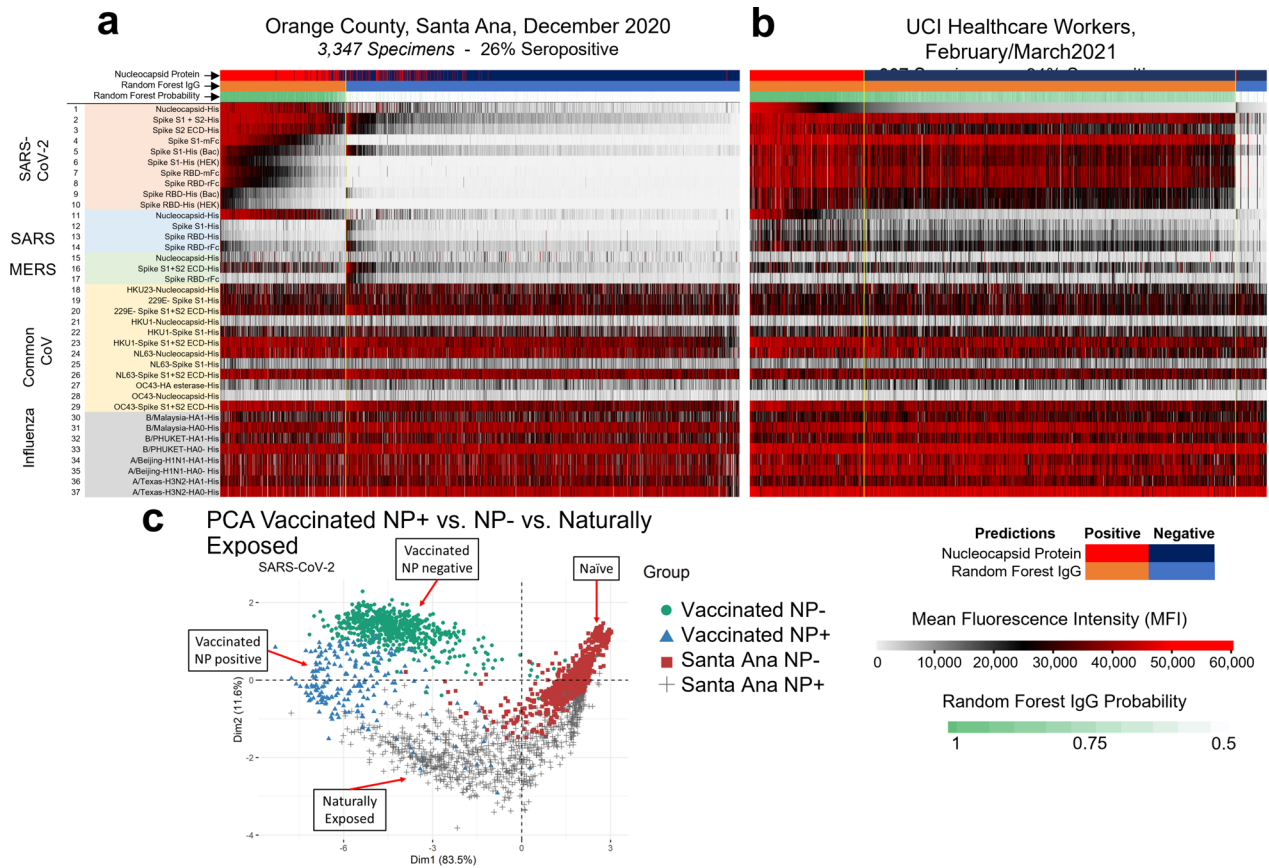 a
Orange County, Santa Ana, December 2020
3,347 Specimens - 26% Seropositive
b
UCI Healthcare Workers,
February/March2021
Nucleocapsid Protein
Random Forest IgG
Random Forest Probability
SARS-CoV-2
1 Nucleocapsid-His
2 Spike S1 + S2-His
3 Spike S2 ECD-His
4 Spike S1-mFc
5 Spike S1-His (Bac)
6 Spike S1-His (HEK)
7 Spike RBD-mFc
8 Spike RBD-rFc
9 Spike RBD-His (Bac)
10 Spike RBD-His (HEK)
SARS
11 Nucleocapsid-His
12 Spike S1-His
13 Spike RBD-His
14 Spike RBD-rFc
MERS
15 Nucleocapsid-His
16 Spike S1+S2 ECD-His
17 Spike RBD-rFc
Common CoV
18 HKU23-Nucleocapsid-His
19 229E- Spike S1-His
20 229E- Spike S1+S2 ECD-His
21 HKU1-Nucleocapsid-His
22 HKU1-Spike S1-His
23 HKU1-Spike S1+S2 ECD-His
24 NL63-Nucleocapsid-His
25 NL63-Spike S1-His
26 NL63-Spike S1+S2 ECD-His
27 OC43-HA esterase-His
28 OC43-Nucleocapsid-His
29 OC43-Spike S1+S2 ECD-His
Influenza
30 B/Malaysia-HA1-His
31 B/Malaysia-HA0-His
32 B/PHUKET-HA1-His
33 B/PHUKET-HA0- His
34 A/Beijing-H1N1-HA1-His
35 A/Beijing-H1N1-HA0- His
36 A/Texas-H3N2-HA1-His
37 A/Texas-H3N2-HA0-His
c
PCA Vaccinated NP+ vs. NP- vs. Naturally
Exposed
SARS-CoV-2
Vaccinated
NP negative
Naïve
Vaccinated
NP positive
Naturally
Exposed
2
0
-2
-4
Dim2 (11.6%)
-6 -3 0 3
Dim1 (83.5%)
Group
Vaccinated NP-
Vaccinated NP+
Santa Ana NP-
Santa Ana NP+
Predictions Positive Negative
Nucleocapsid Protein
Random Forest IgG
Mean Fluorescence Intensity (MFI)
0 10,000 20,000 30,000 40,000 50,000 60,000
Random Forest IgG Probability
1 0.75 0.5